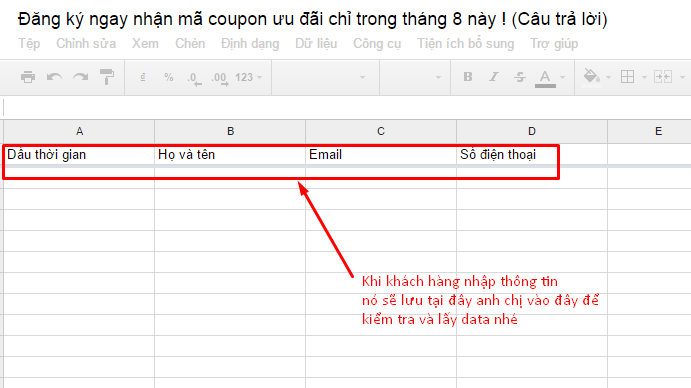 Đăng ký ngay nhận mã coupon ưu đãi chỉ trong tháng 8 này ! (Câu trả lời)
Tệp Chỉnh sửa Xem Chèn Định dạng Dữ liệu Công cụ Tiện ích bổ sung Trợ giúp
₫ % .0 .00 123 B I S A
A B C D E
Dấu thời gian Họ và tên Email Số điện thoại
Khi khách hàng nhập thông tin
nó sẽ lưu tại đây anh chị vào đây để
kiểm tra và lấy data nhé